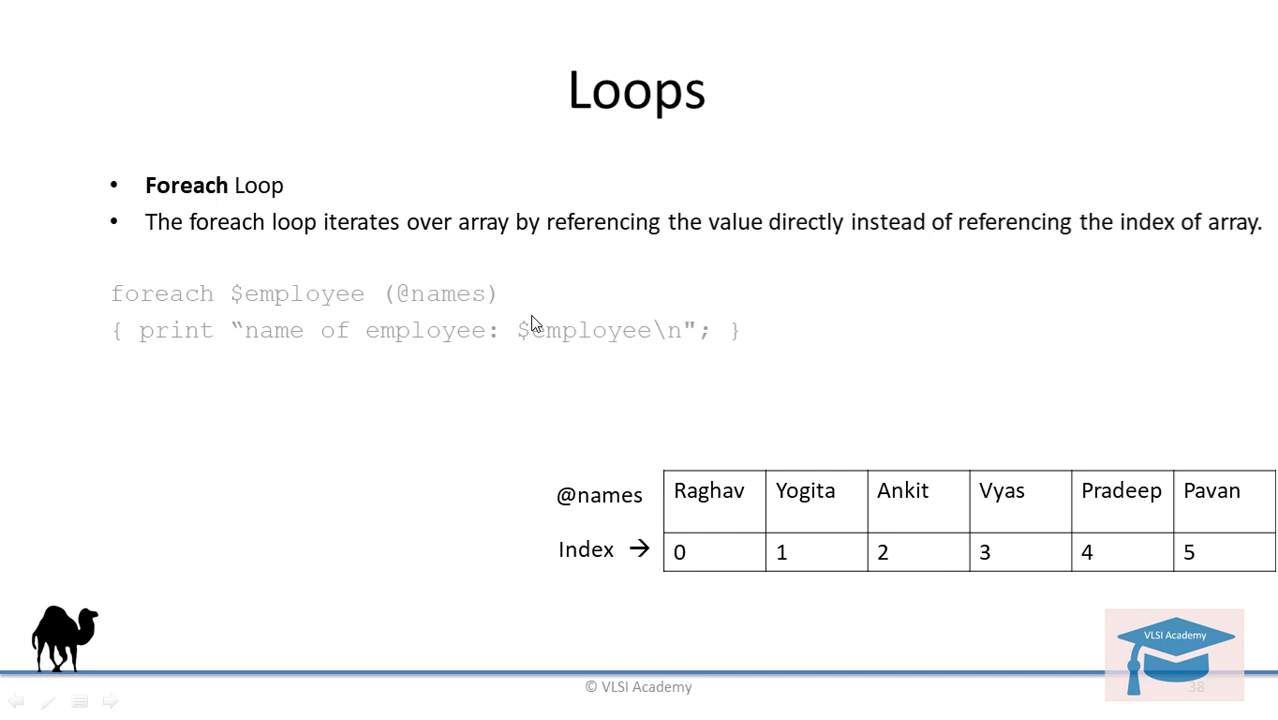 Loops
• Foreach Loop
• The foreach loop iterates over array by referencing the value directly instead of referencing the index of array.
foreach $employee (@names)
{ print “name of employee: $employee\n"; }
@names Raghav Yogita Ankit Vyas Pradeep Pavan
Index → 0 1 2 3 4 5
VLSI Academy
© VLSI Academy
38